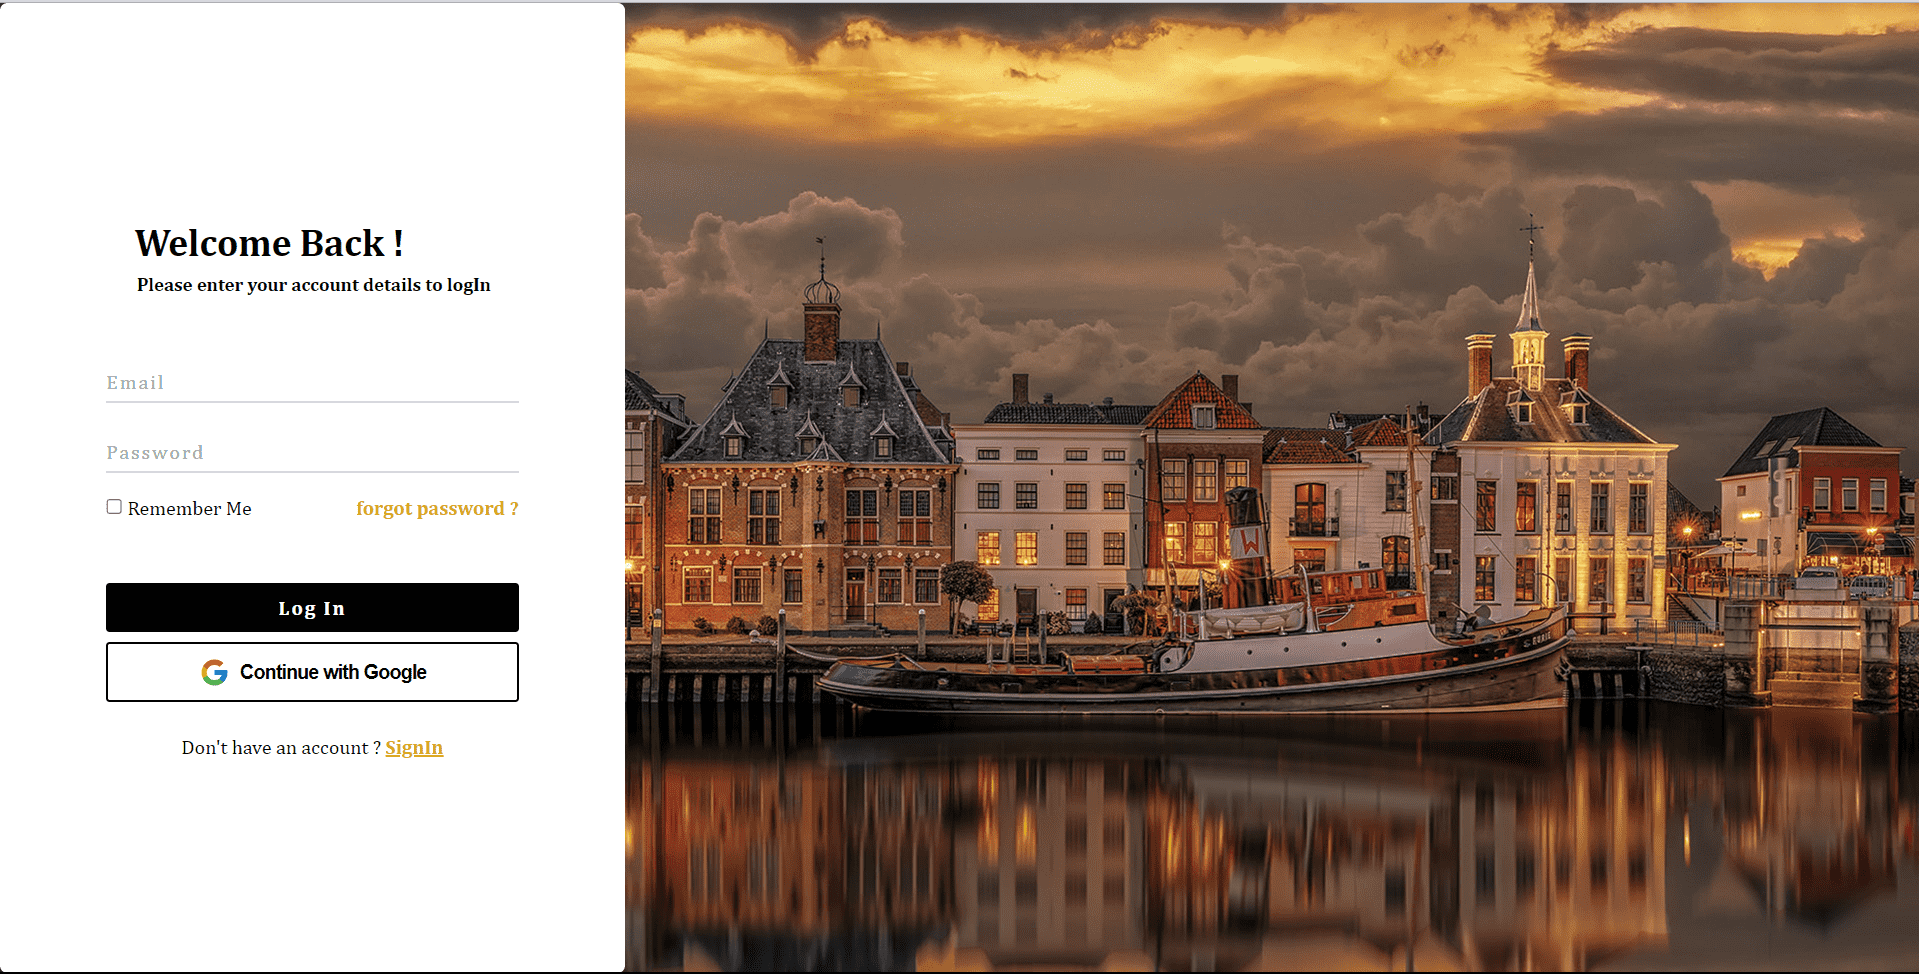 Welcome Back !
Please enter your account details to logIn
Email
Password
Remember Me
forgot password ?
Log In
Continue with Google
Don't have an account ? SignIn
W